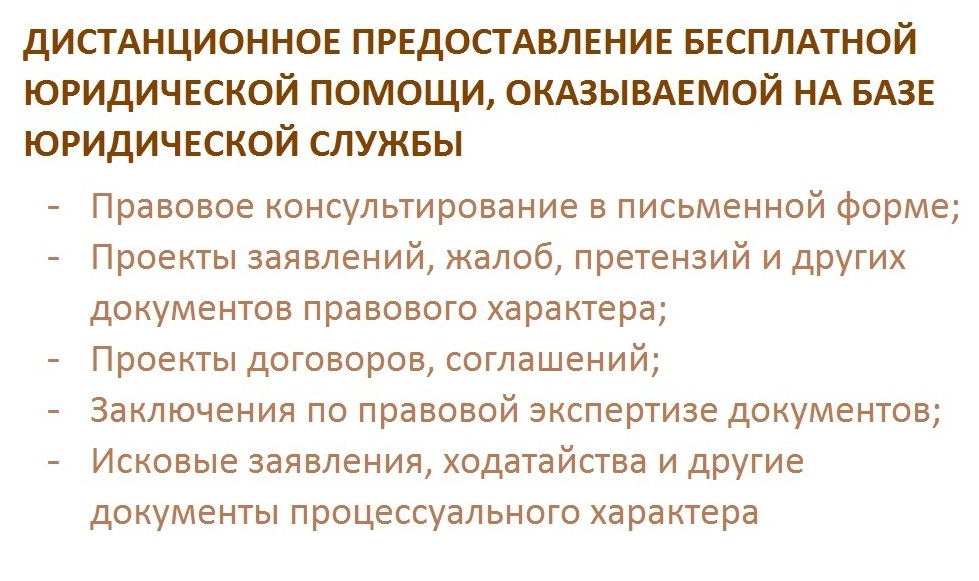 ДИСТАНЦИОННОЕ ПРЕДОСТАВЛЕНИЕ БЕСПЛАТНОЙ
ЮРИДИЧЕСКОЙ ПОМОЩИ, ОКАЗЫВАЕМОЙ НА БАЗЕ
ЮРИДИЧЕСКОЙ СЛУЖБЫ
- Правовое консультирование в письменной форме;
- Проекты заявлений, жалоб, претензий и других
документов правового характера;
- Проекты договоров, соглашений;
- Заключения по правовой экспертизе документов;
- Исковые заявления, ходатайства и другие
документы процессуального характера